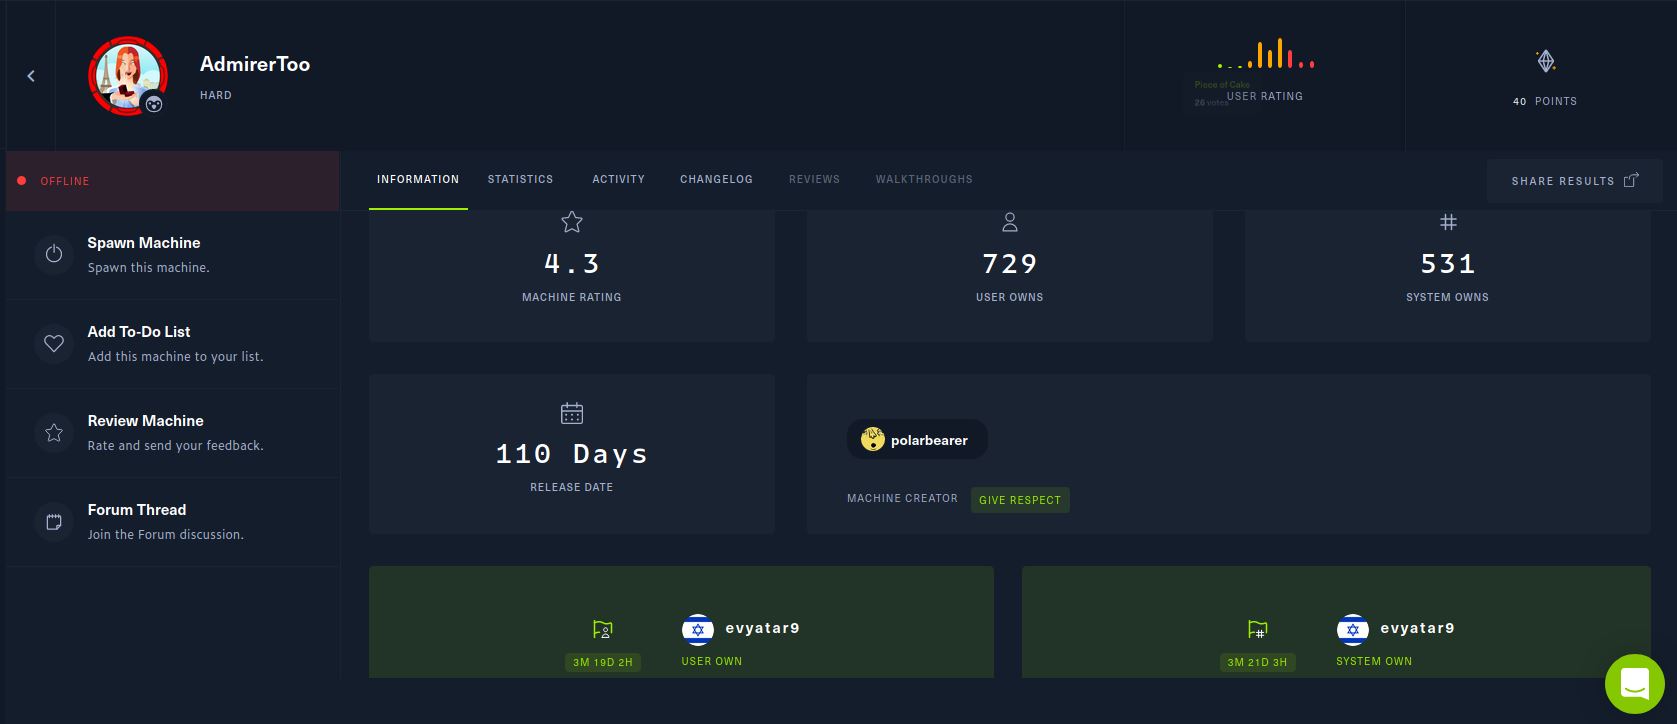 AdmirerToo
HARD
Piece of Cake
26 votes
USER RATING
40 POINTS
OFFLINE
INFORMATION STATISTICS ACTIVITY CHANGELOG REVIEWS WALKTHROUGHS
SHARE RESULTS
Spawn Machine
Spawn this machine.
Add To-Do List
Add this machine to your list.
Review Machine
Rate and send your feedback.
Forum Thread
Join the Forum discussion.
4.3
MACHINE RATING
729
USER OWNS
531
SYSTEM OWNS
110 Days
RELEASE DATE
polarbearer
MACHINE CREATOR GIVE RESPECT
evyatar9
3M 19D 2H USER OWN
evyatar9
3M 21D 3H SYSTEM OWN